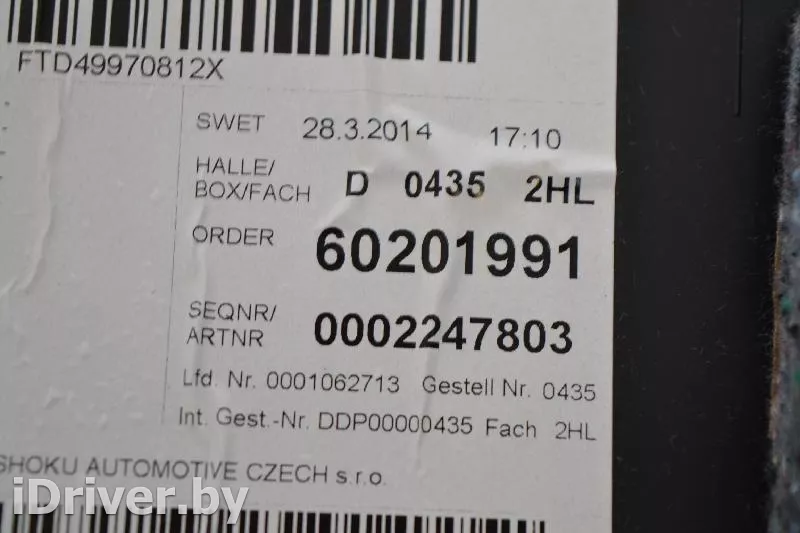 FTD49970812X
SWET 28.3.2014 17:10
HALLE/
BOX/FACH D 0435 2HL
ORDER 60201991
SEQNR/
ARTNR 0002247803
Lfd. Nr. 0001062713 Gestell Nr. 0435
Int. Gest.-Nr. DDP00000435 Fach 2HL
SHOKU AUTOMOTIVE CZECH s.r.o.
iDriver.by